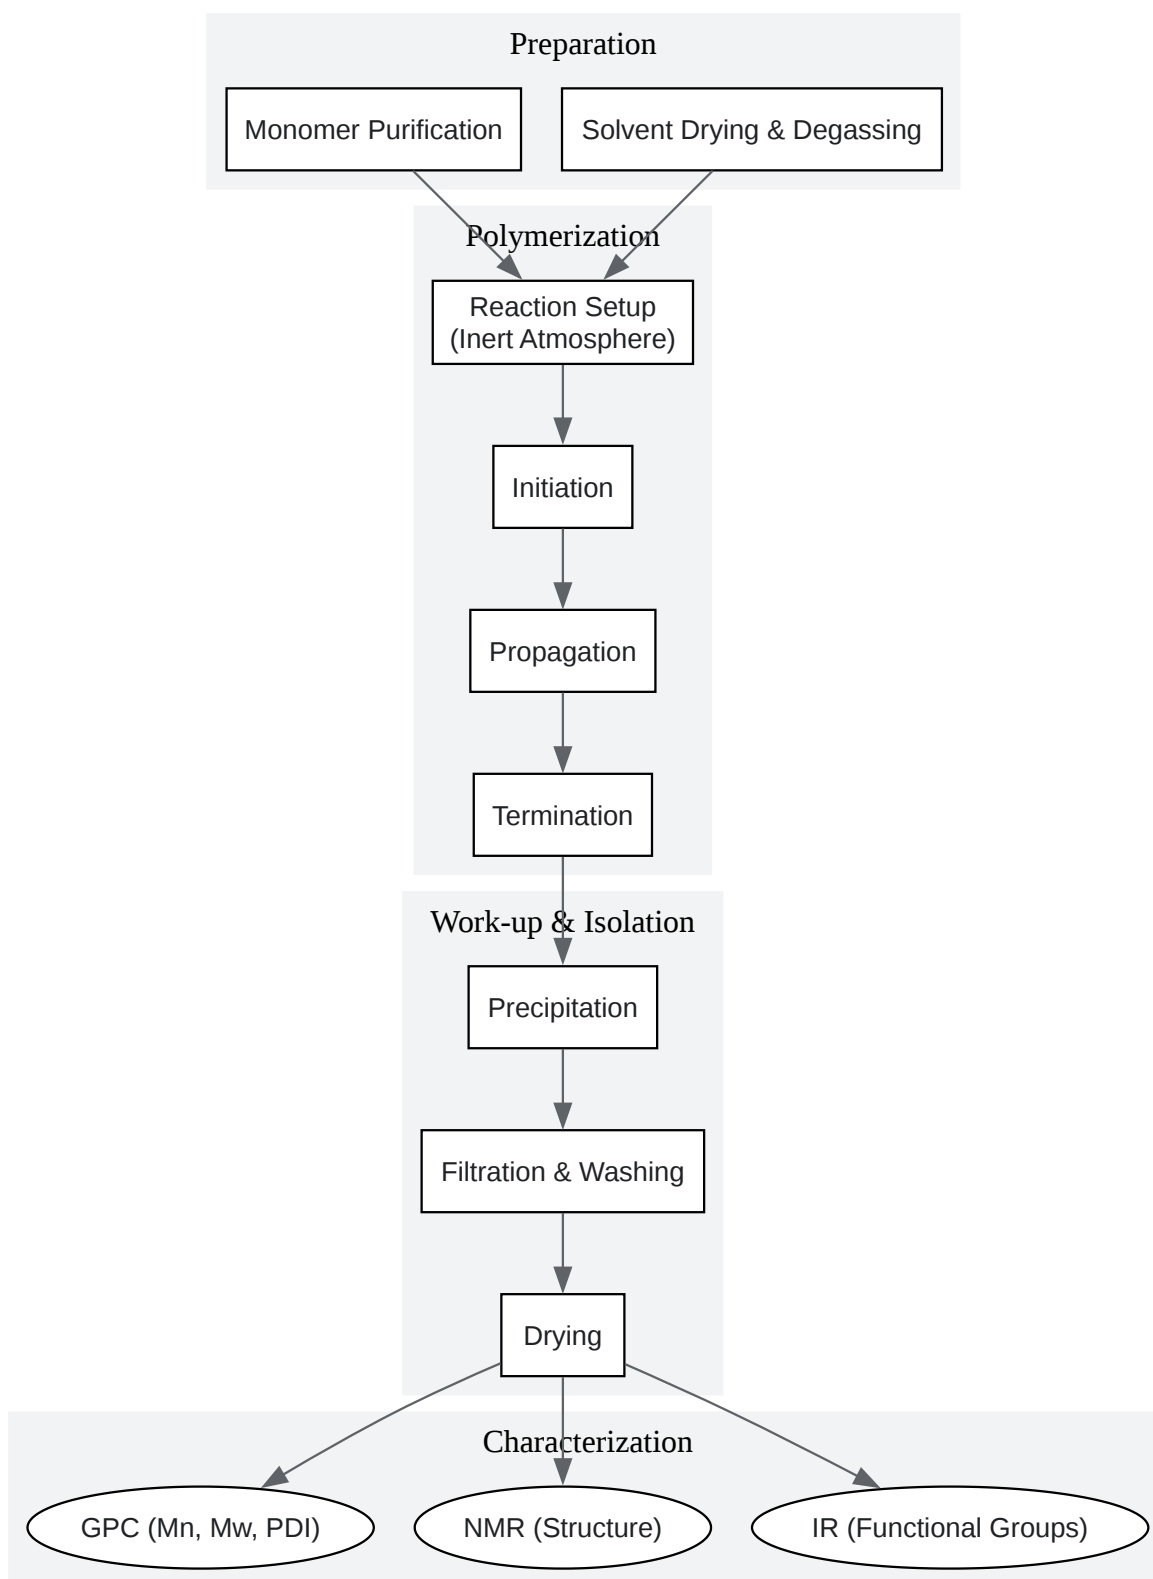 Preparation
Monomer Purification
Solvent Drying & Degassing
Polymerization
Reaction Setup
(Inert Atmosphere)
Initiation
Propagation
Termination
Work-up & Isolation
Precipitation
Filtration & Washing
Drying
Characterization
GPC (Mn, Mw, PDI)
NMR (Structure)
IR (Functional Groups)